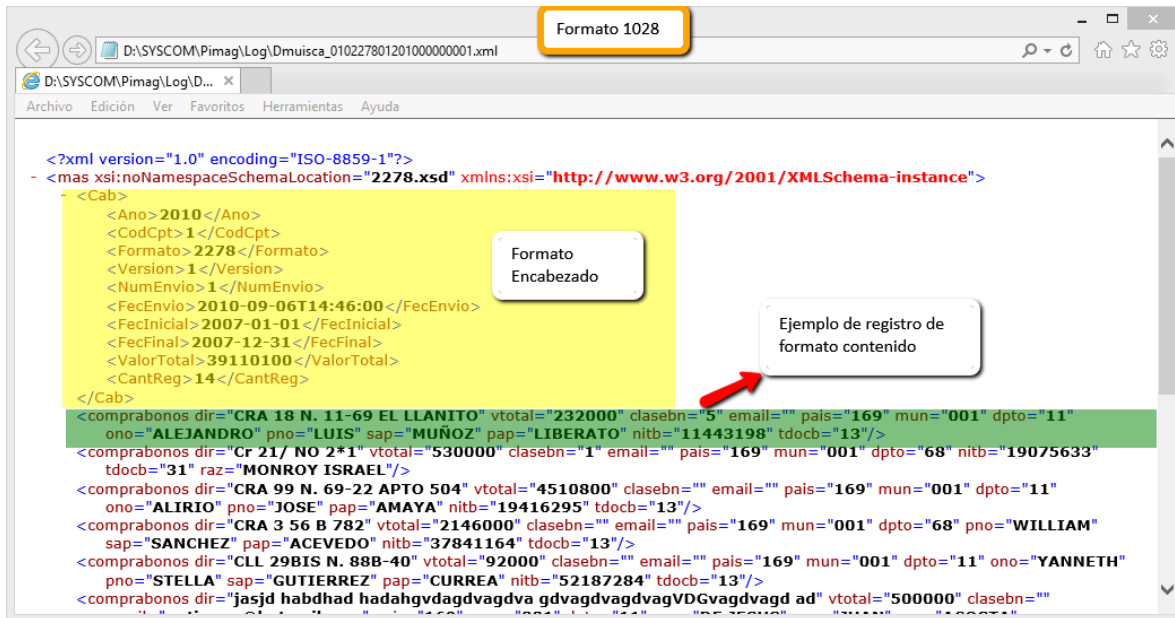 Formato 1028
D:\SYSCOM\Pimag\Log\Dmuisca_010227801201000000001.xml
D:\SYSCOM\Pimag\Log\D...
Archivo Edición Ver Favoritos Herramientas Ayuda
<?xml version="1.0" encoding="ISO-8859-1"?>
- <mas xsi:noNamespaceSchemaLocation="2278.xsd" xmlns:xsi="http://www.w3.org/2001/XMLSchema-instance">
- <Cab>
<Ano>2010</Ano>
<CodCpt>1</CodCpt>
<Formato>2278</Formato>
<Version>1</Version>
<NumEnvio>1</NumEnvio>
<FecEnvio>2010-09-06T14:46:00</FecEnvio>
<FecInicial>2007-01-01</FecInicial>
<FecFinal>2007-12-31</FecFinal>
<ValorTotal>39110100</ValorTotal>
<CantReg>14</CantReg>
</Cab>
Formato
Encabezado
Ejemplo de registro de
formato contenido
<comprabonos dir="CRA 18 N. 11-69 EL LLANITO" vtotal="232000" clasebn="5" email="" pais="169" mun="001" dpto="11"
ono="ALEJANDRO" pno="LUIS" sap="MUÑOZ" pap="LIBERATO" nitb="11443198" tdocb="13"/>
<comprabonos dir="Cr 21/ NO 2*1" vtotal="530000" clasebn="1" email="" pais="169" mun="001" dpto="68" nitb="19075633"
tdocb="31" raz="MONROY ISRAEL"/>
<comprabonos dir="CRA 99 N. 69-22 APTO 504" vtotal="4510800" clasebn="" email="" pais="169" mun="001" dpto="11"
ono="ALIRIO" pno="JOSE" pap="AMAYA" nitb="19416295" tdocb="13"/>
<comprabonos dir="CRA 3 56 B 782" vtotal="2146000" clasebn="" email="" pais="169" mun="001" dpto="68" pno="WILLIAM"
sap="SANCHEZ" pap="ACEVEDO" nitb="37841164" tdocb="13"/>
<comprabonos dir="CLL 29BIS N. 88B-40" vtotal="92000" clasebn="" email="" pais="169" mun="001" dpto="11" ono="YANNETH"
pno="STELLA" sap="GUTIERREZ" pap="CURREA" nitb="52187284" tdocb="13"/>
<comprabonos dir="jasjd habdhad hadahgvdagdvagdva gdvagdvagdvagVDGvagdvagd ad" vtotal="500000" clasebn=""